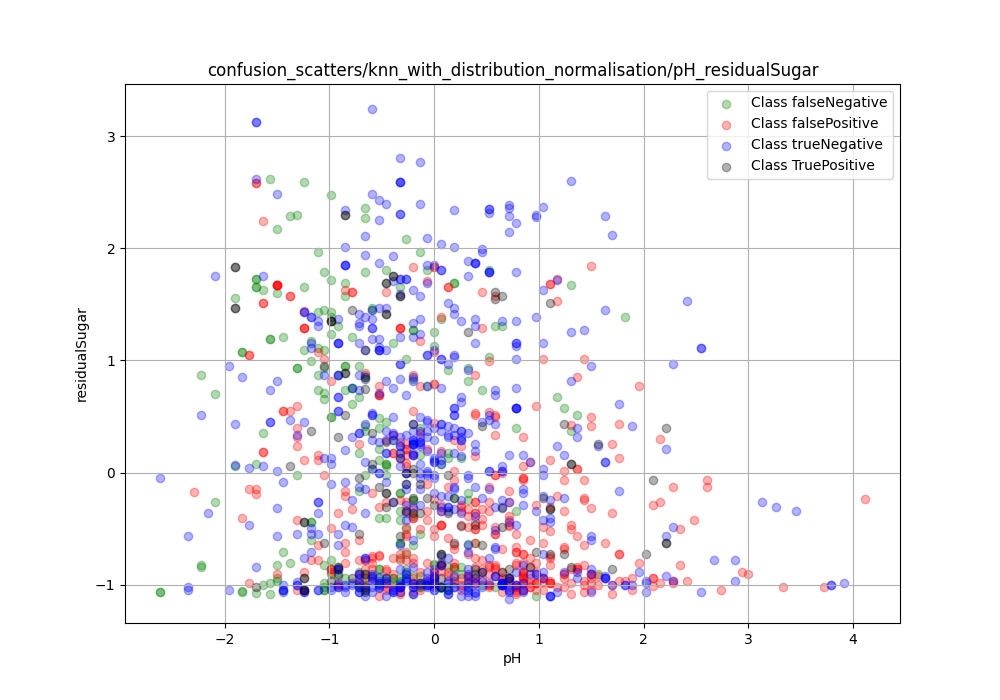 confusion_scatters/knn_with_distribution_normalisation/pH_residualSugar
Class falseNegative
Class falsePositive
Class trueNegative
Class TruePositive
3
2
1
0
−1
residualSugar
−2 −1 0 1 2 3 4
pH